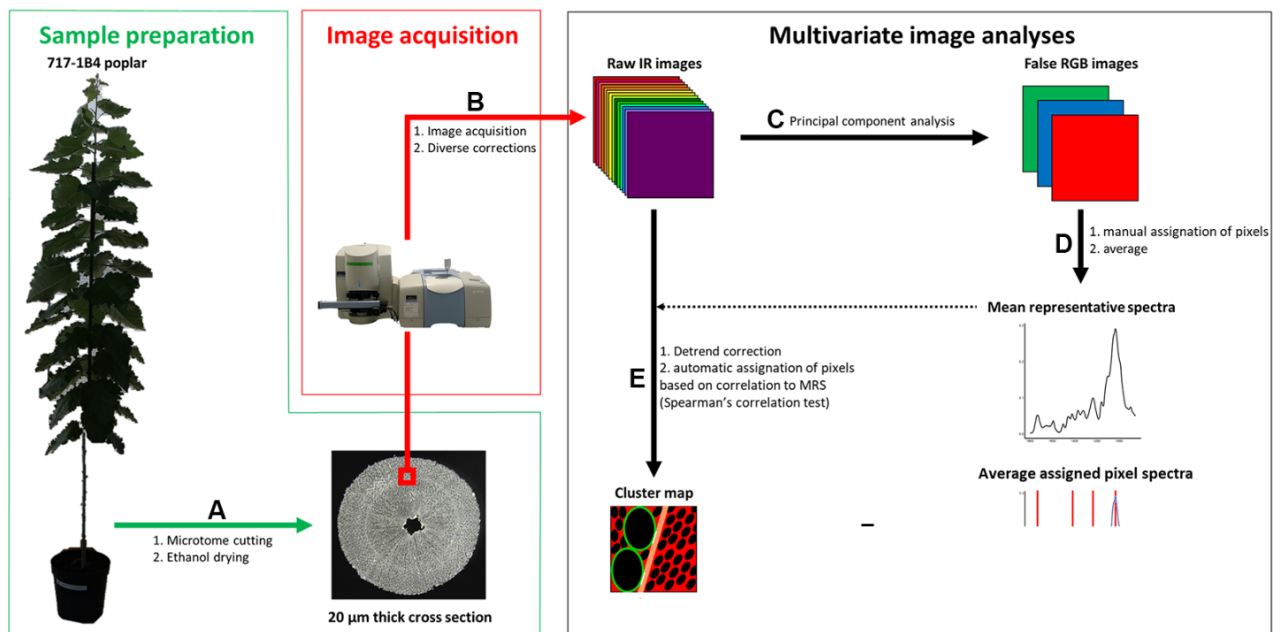 Sample preparation
717-1B4 poplar
A
1. Microtome cutting
2. Ethanol drying
20 µm thick cross section
Image acquisition
B
1. Image acquisition
2. Diverse corrections
Multivariate image analyses
Raw IR images
C Principal component analysis
False RGB images
D
1. manual assignation of pixels
2. average
Mean representative spectra
E
1. Detrend correction
2. automatic assignation of pixels
based on correlation to MRS
(Spearman's correlation test)
Cluster map
Average assigned pixel spectra